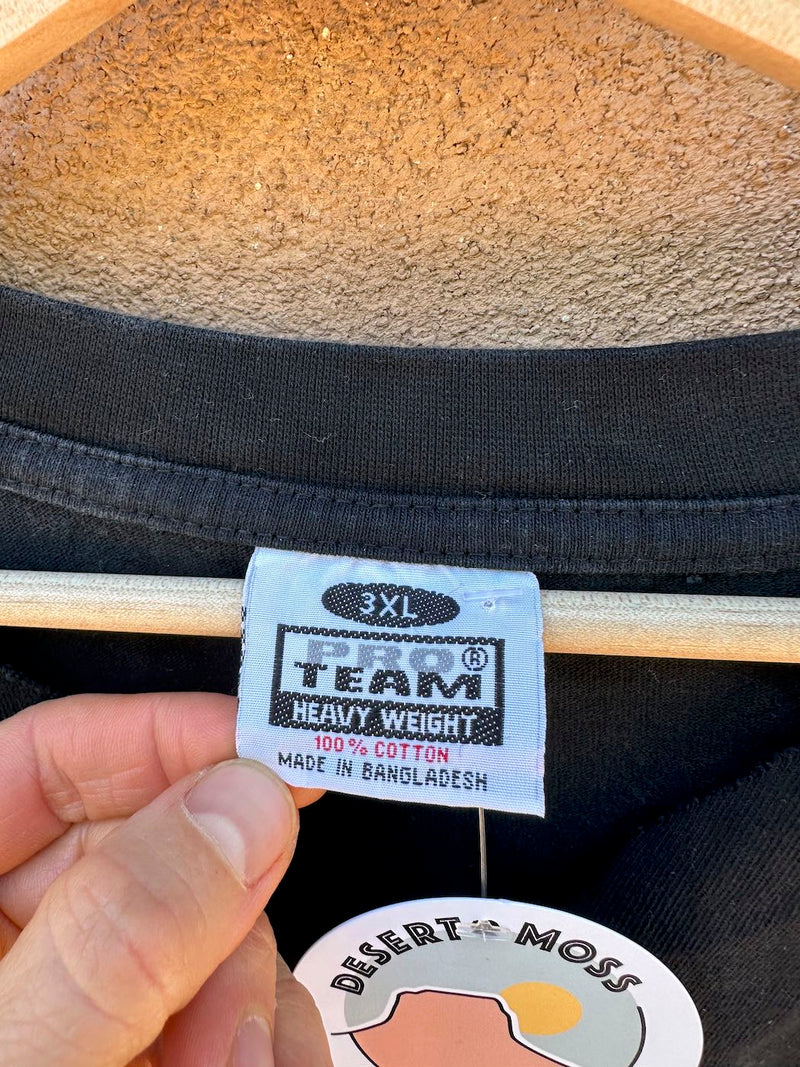 3XL
PRO®
TEAM
HEAVY WEIGHT
100% COTTON
MADE IN BANGLADESH
DESERT MOSS